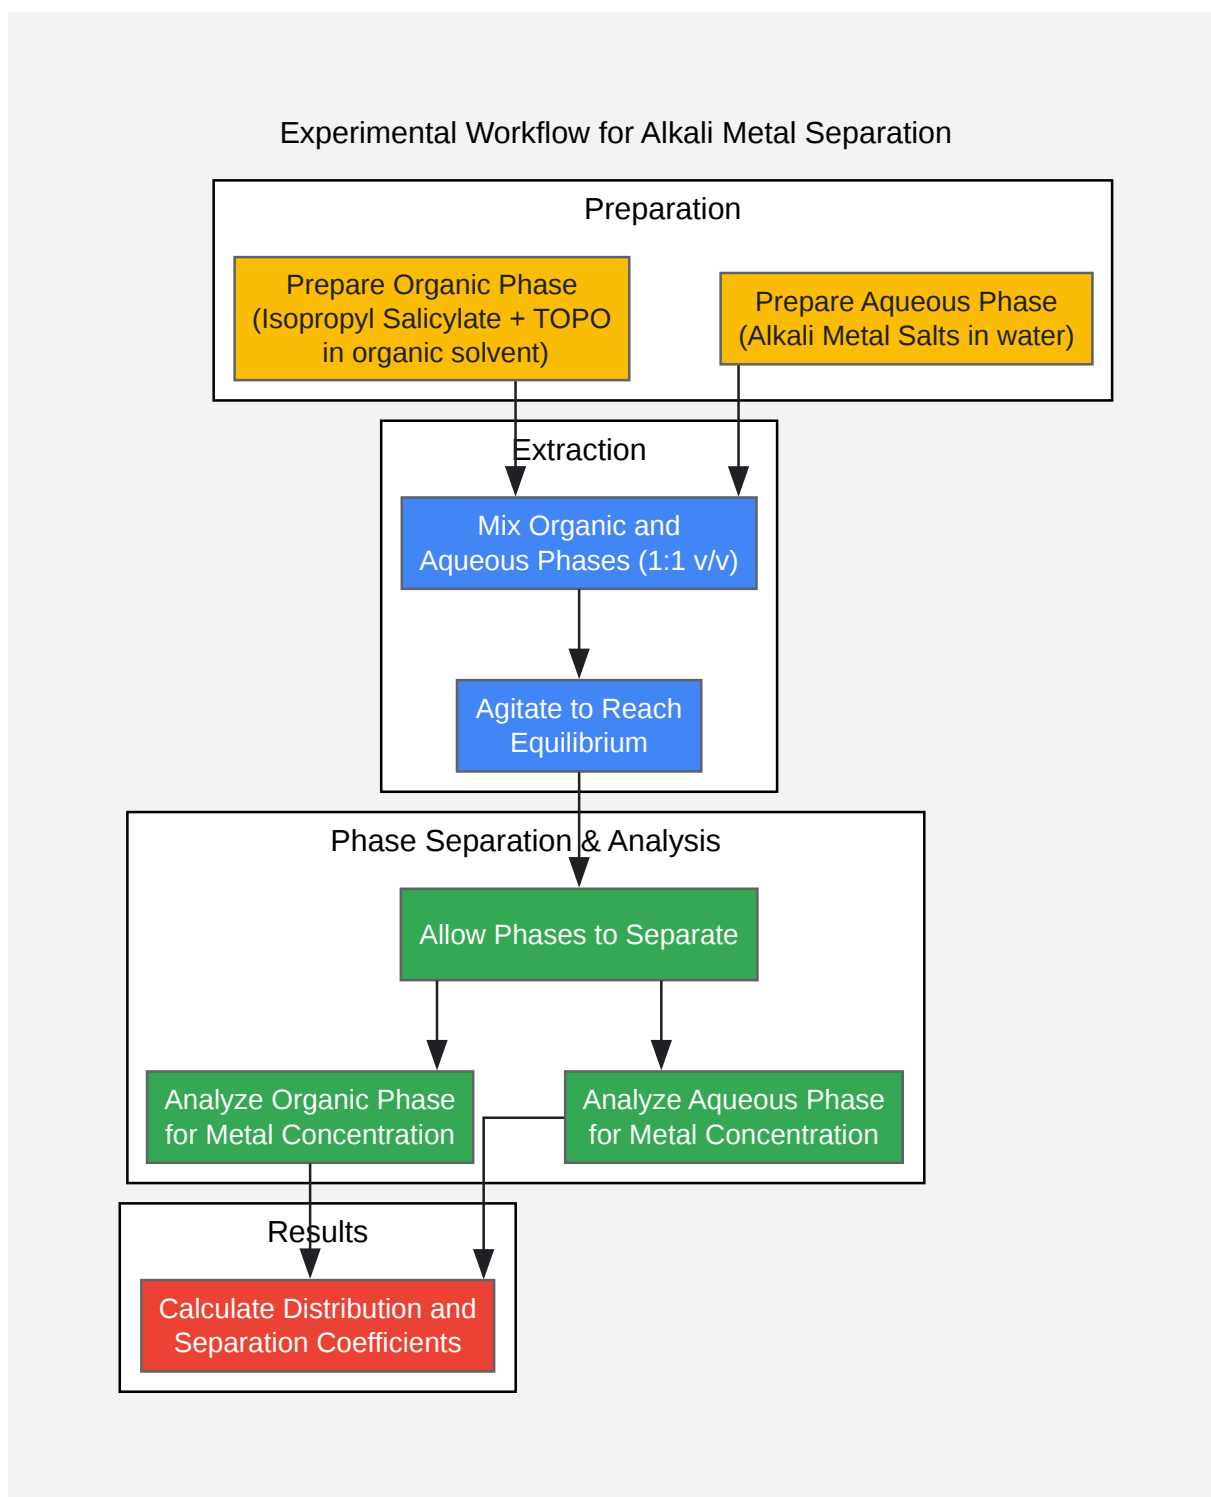 Experimental Workflow for Alkali Metal Separation
Preparation
Prepare Organic Phase
(Isopropyl Salicylate + TOPO
in organic solvent)
Prepare Aqueous Phase
(Alkali Metal Salts in water)
Extraction
Mix Organic and
Aqueous Phases (1:1 v/v)
Agitate to Reach
Equilibrium
Phase Separation & Analysis
Allow Phases to Separate
Analyze Organic Phase
for Metal Concentration
Analyze Aqueous Phase
for Metal Concentration
Results
Calculate Distribution and
Separation Coefficients